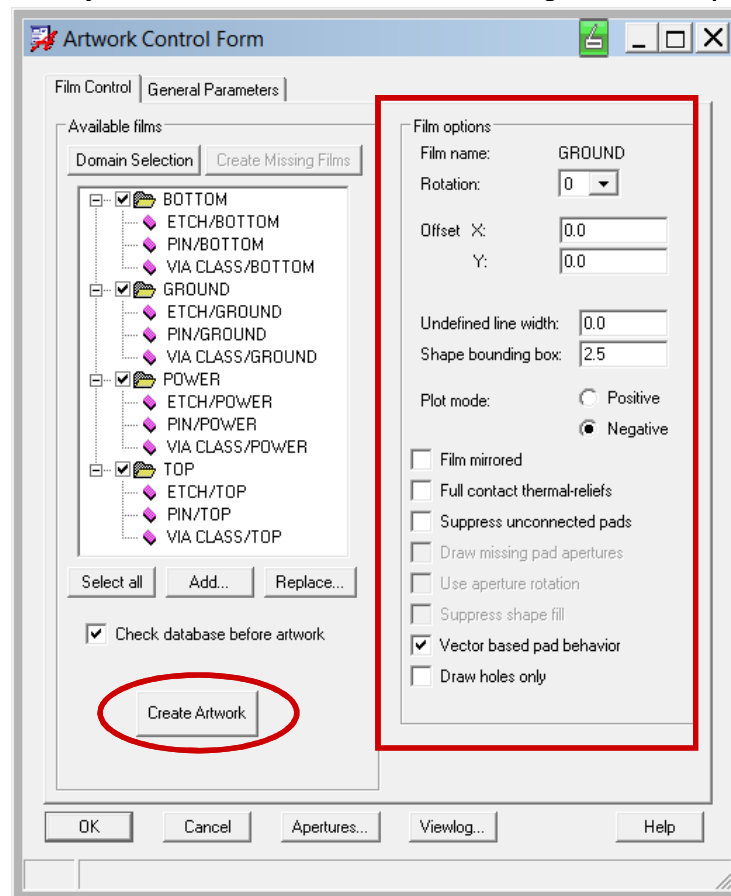 Artwork Control Form
Film Control
General Parameters
Available films
Domain Selection
Create Missing Films
BOTTOM
ETCH/BOTTOM
PIN/BOTTOM
VIA CLASS/BOTTOM
GROUND
ETCH/GROUND
PIN/GROUND
VIA CLASS/GROUND
POWER
ETCH/POWER
PIN/POWER
VIA CLASS/POWER
TOP
ETCH/TOP
PIN/TOP
VIA CLASS/TOP
Select all
Add...
Replace...
Check database before artwork
Create Artwork
Film options
Film name: GROUND
Rotation: 0
Offset X: 0.0
Y: 0.0
Undefined line width: 0.0
Shape bounding box: 2.5
Plot mode: Positive
Negative
Film mirrored
Full contact thermal-reliefs
Suppress unconnected pads
Draw missing pad apertures
Use aperture rotation
Suppress shape fill
Vector based pad behavior
Draw holes only
OK
Cancel
Apertures...
Viewlog...
Help